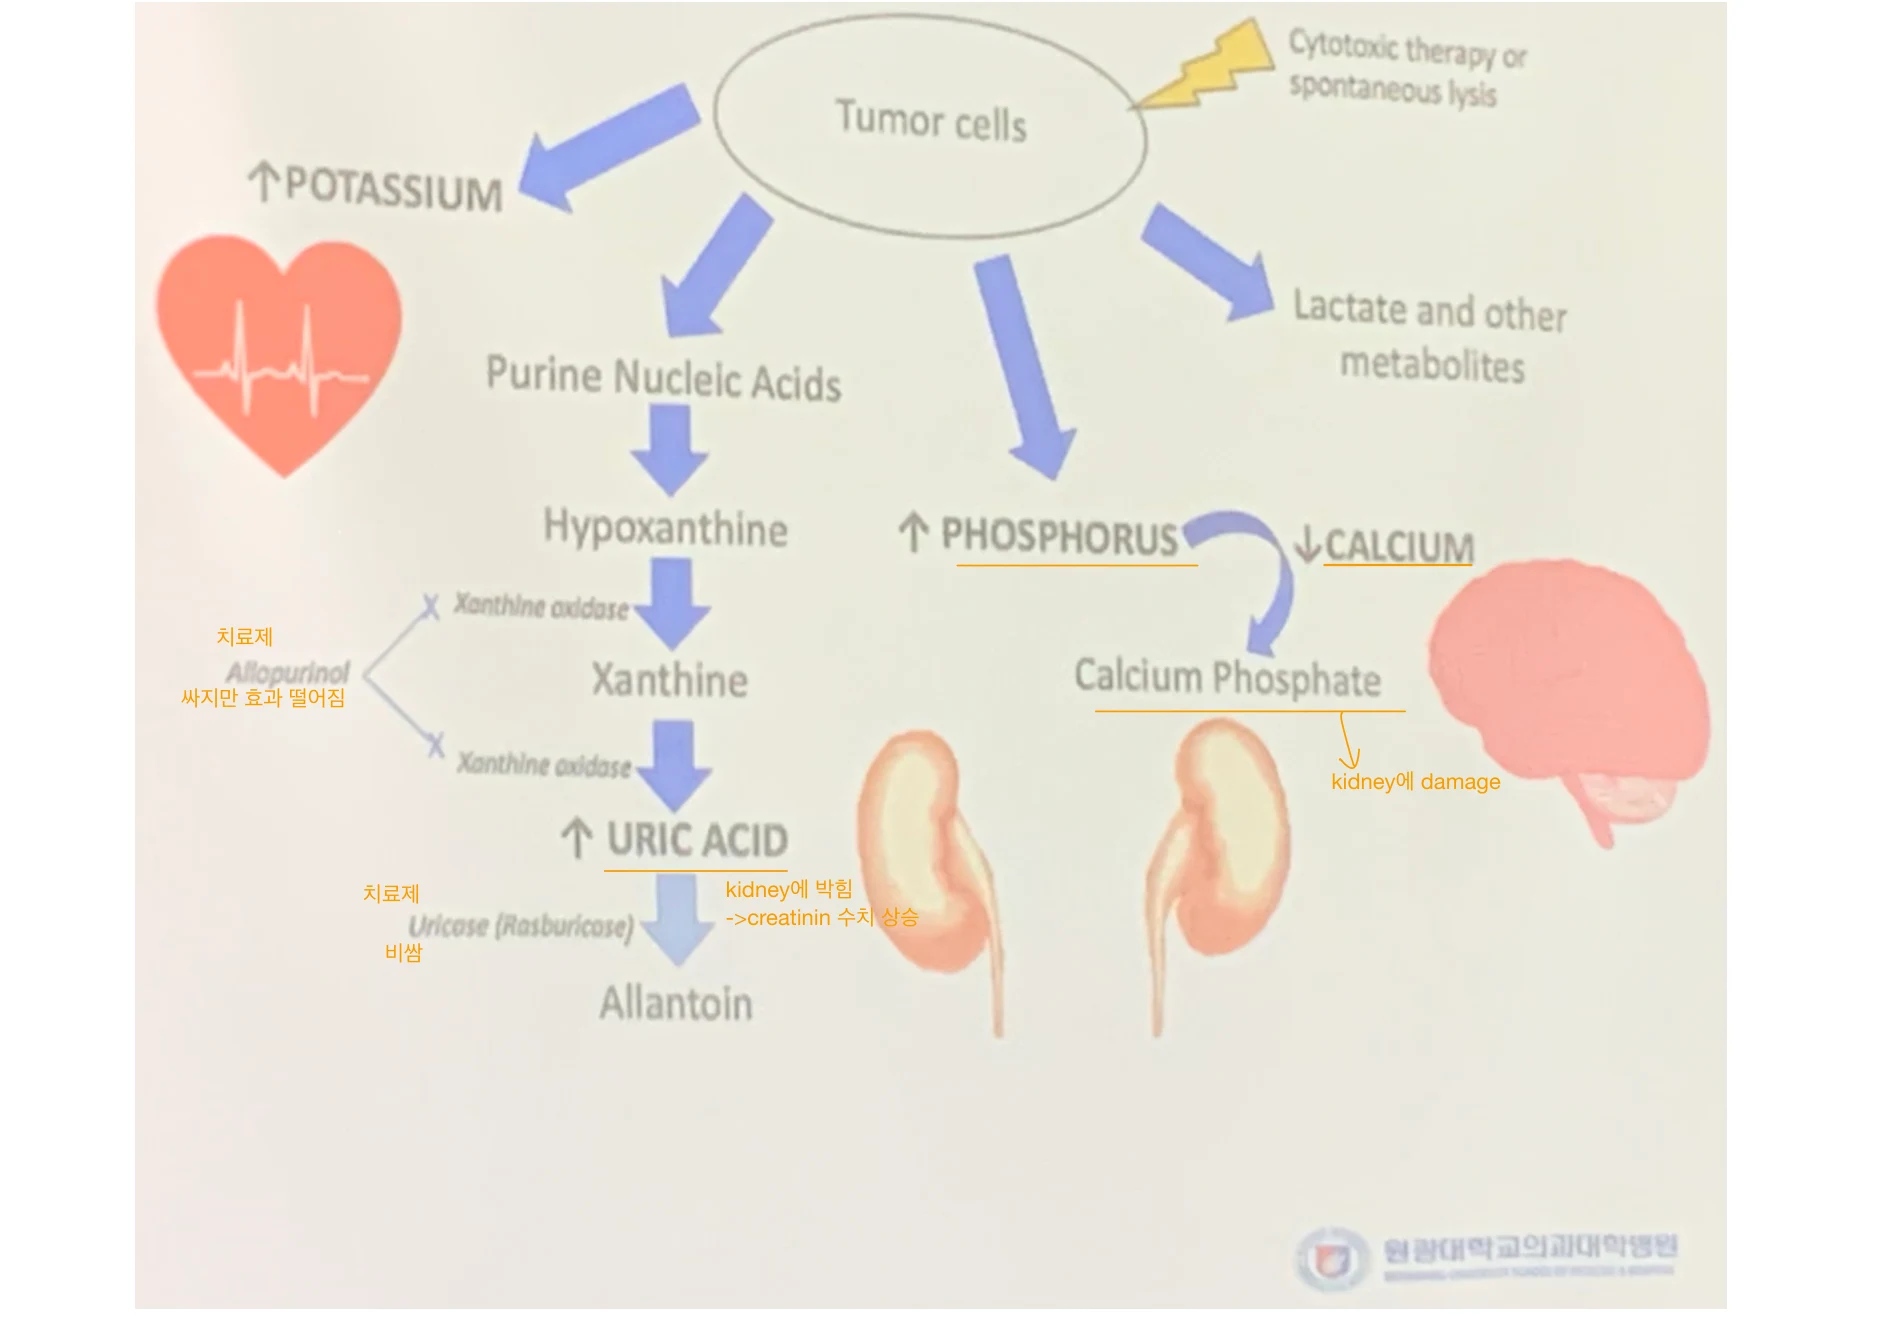 Cytotoxic therapy or
spontaneous lysis
Tumor cells
↑POTASSIUM
Lactate and other
metabolites
Purine Nucleic Acids
Hypoxanthine
↑ PHOSPHORUS
↓CALCIUM
Xanthine oxidase
치료제
Allopurinol
싸지만 효과 떨어짐
Xanthine
Calcium Phosphate
Xanthine oxidase
kidney에 damage
↑ URIC ACID
치료제
kidney에 박힘
->creatinin 수치 상승
Uricase (Rasburicase)
비쌈
Allantoin
원광대학교의과대학병원